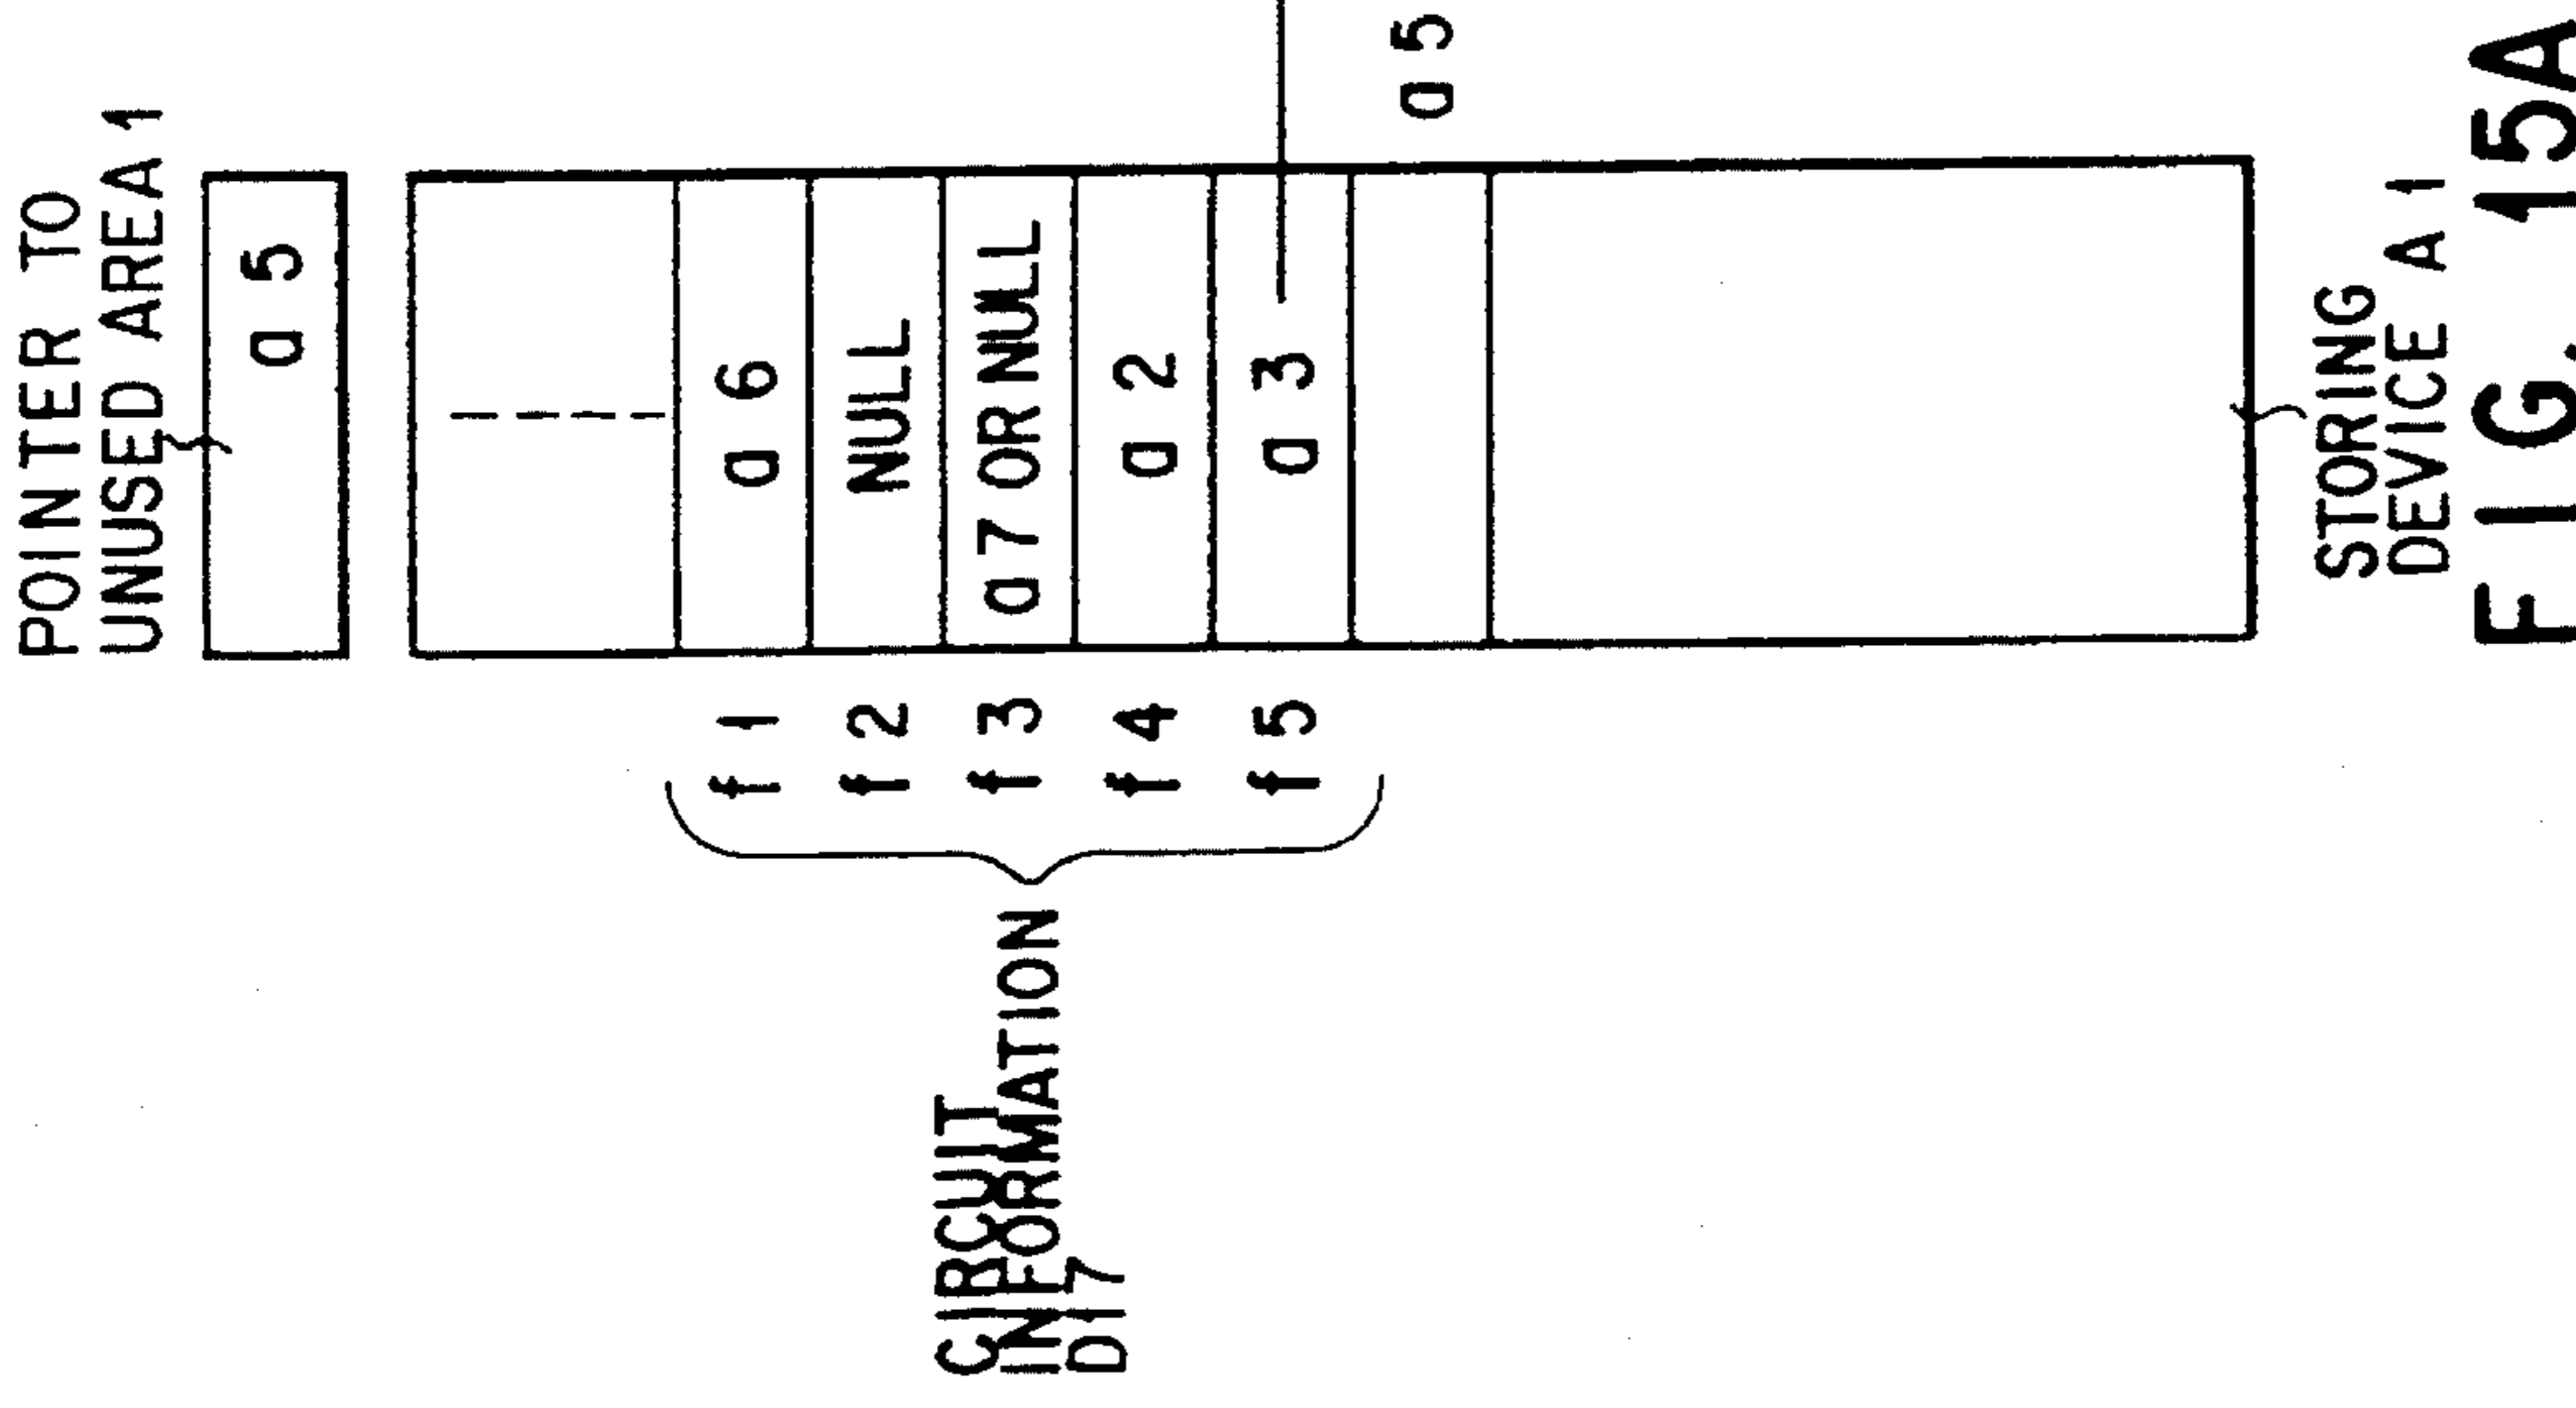 POINTER TO
UNUSED AREA 1
a 5
CIRCUIT
INFORMATION
D17
f 1 a 6
f 2 NULL
f 3 a 7 OR NULL
f 4 a 2
f 5 a 3
a 5
STORING
DEVICE A 1
FIG. 15A